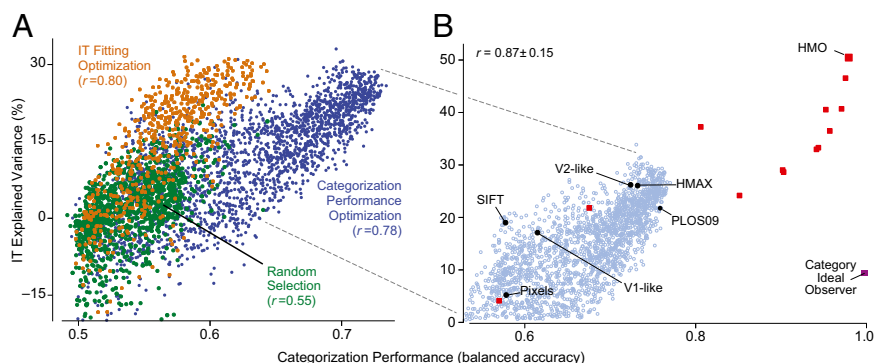 A
B
IT Fitting
Optimization
(r=0.80)
Categorization
Performance
Optimization
(r=0.78)
Random
Selection
(r=0.55)
IT Explained Variance (%)
30
15
0
−15
0.5
0.6
0.7
r = 0.87± 0.15
HMO
V2-like
HMAX
SIFT
PLOS09
Category
Ideal
Observer
Pixels
V1-like
50
40
30
20
10
0
0.6
0.8
1.0
Categorization Performance (balanced accuracy)